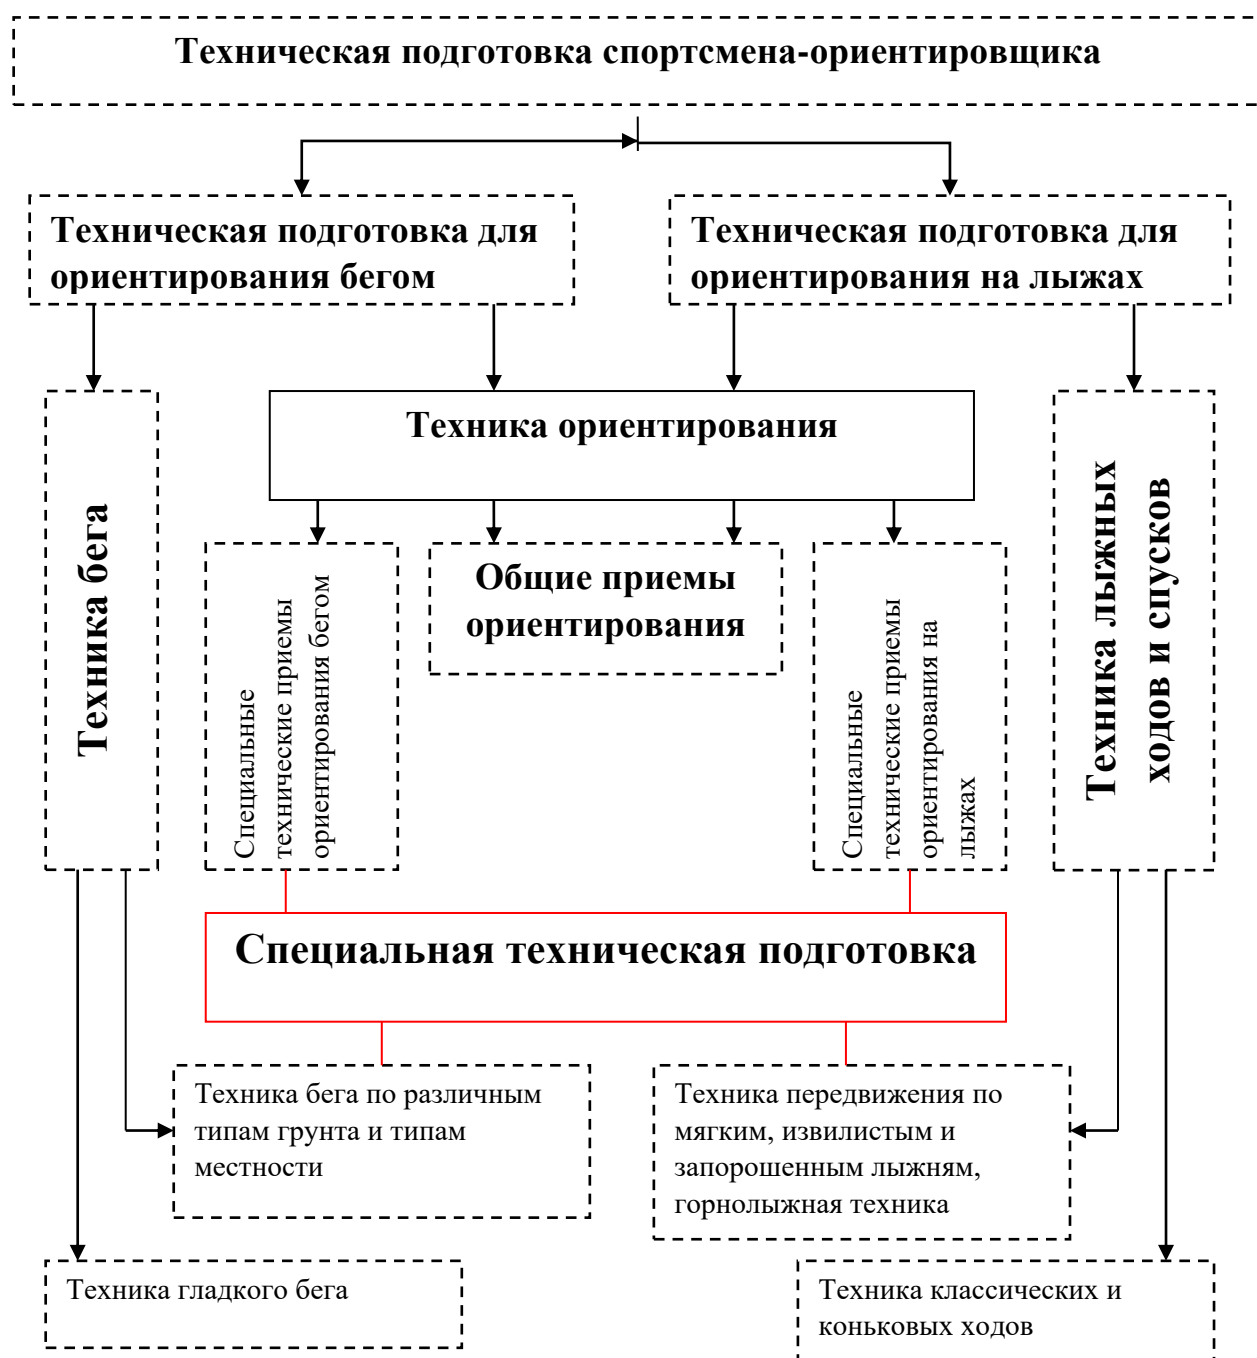 Техническая подготовка спортсмена-ориентировщика
Техническая подготовка для
ориентирования бегом
Техническая подготовка для
ориентирования на лыжах
Техника бега
Техника ориентирования
Техника лыжных
ходов и спусков
Специальные
технические приемы
ориентирования бегом
Общие приемы
ориентирования
Специальные
технические приемы
ориентирования на
лыжах
Специальная техническая подготовка
Техника бега по различным
типам грунта и типам
местности
Техника передвижения по
мягким, извилистым и
запорошенным лыжням,
горнолыжная техника
Техника гладкого бега
Техника классических и
коньковых ходов